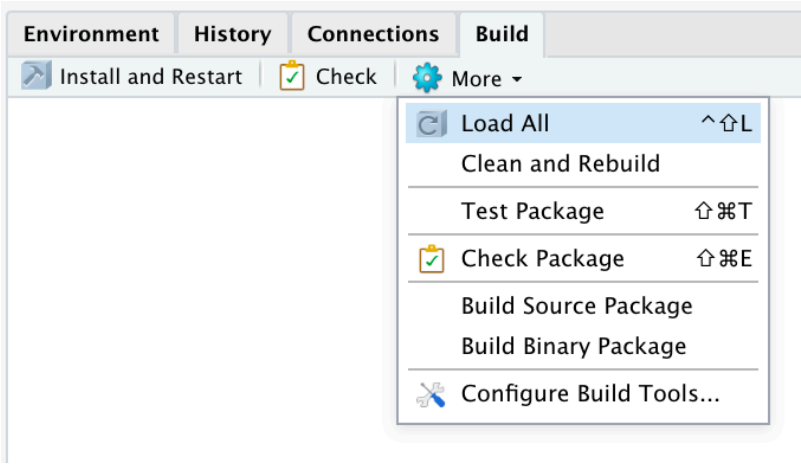 Environment History Connections Build
Install and Restart Check More
Load All ^⇧L
Clean and Rebuild
Test Package ⇧⌘T
Check Package ⇧⌘E
Build Source Package
Build Binary Package
Configure Build Tools...